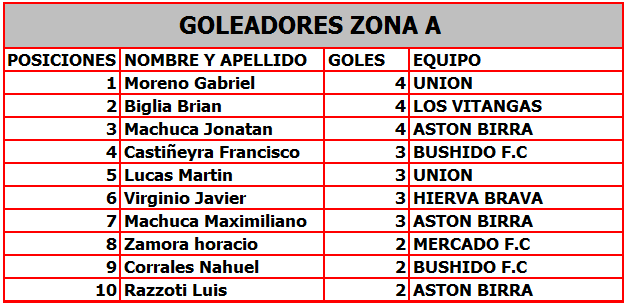 GOLEADORES ZONA A
POSICIONES NOMBRE Y APELLIDO GOLES EQUIPO
1 Moreno Gabriel 4 UNION
2 Biglia Brian 4 LOS VITANGAS
3 Machuca Jonatan 4 ASTON BIRRA
4 Castiñeyra Francisco 3 BUSHIDO F.C
5 Lucas Martin 3 UNION
6 Virginio Javier 3 HIERVA BRAVA
7 Machuca Maximiliano 3 ASTON BIRRA
8 Zamora horacio 2 MERCADO F.C
9 Corrales Nahuel 2 BUSHIDO F.C
10 Razzoti Luis 2 ASTON BIRRA